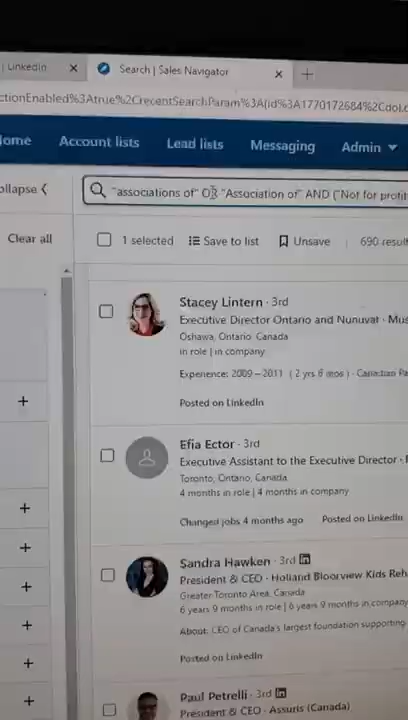 LinkedIn
Search | Sales Navigator
ctionEnabled%3Atrue%2CrecentSearchParam%3A(id%3A1770172684%2Cdol
ome Account lists Lead lists Messaging Admin
ollapse
"associations of" OR "Association of" AND ("Not for profit
Clear all
1 selected Save to list Unsave 690 result
Stacey Lintern · 3rd
Executive Director Ontario and Nunuvat · Mus
Oshawa, Ontario, Canada
in role | in company
Experience: 2009 – 2011 ( 2 yrs 6 mos ) · Canadian Pa
Posted on LinkedIn
Efia Ector · 3rd
Executive Assistant to the Executive Director ·
Toronto, Ontario, Canada
4 months in role | 4 months in company
Changed jobs 4 months ago Posted on LinkedIn
Sandra Hawken · 3rd in
President & CEO · Holland Bloorview Kids Reh
Greater Toronto Area, Canada
6 years 9 months in role | 6 years 9 months in company
About: CEO of Canada's largest foundation supporting
Posted on LinkedIn
Paul Petrelli · 3rd in
President & CEO · Assuris (Canada)